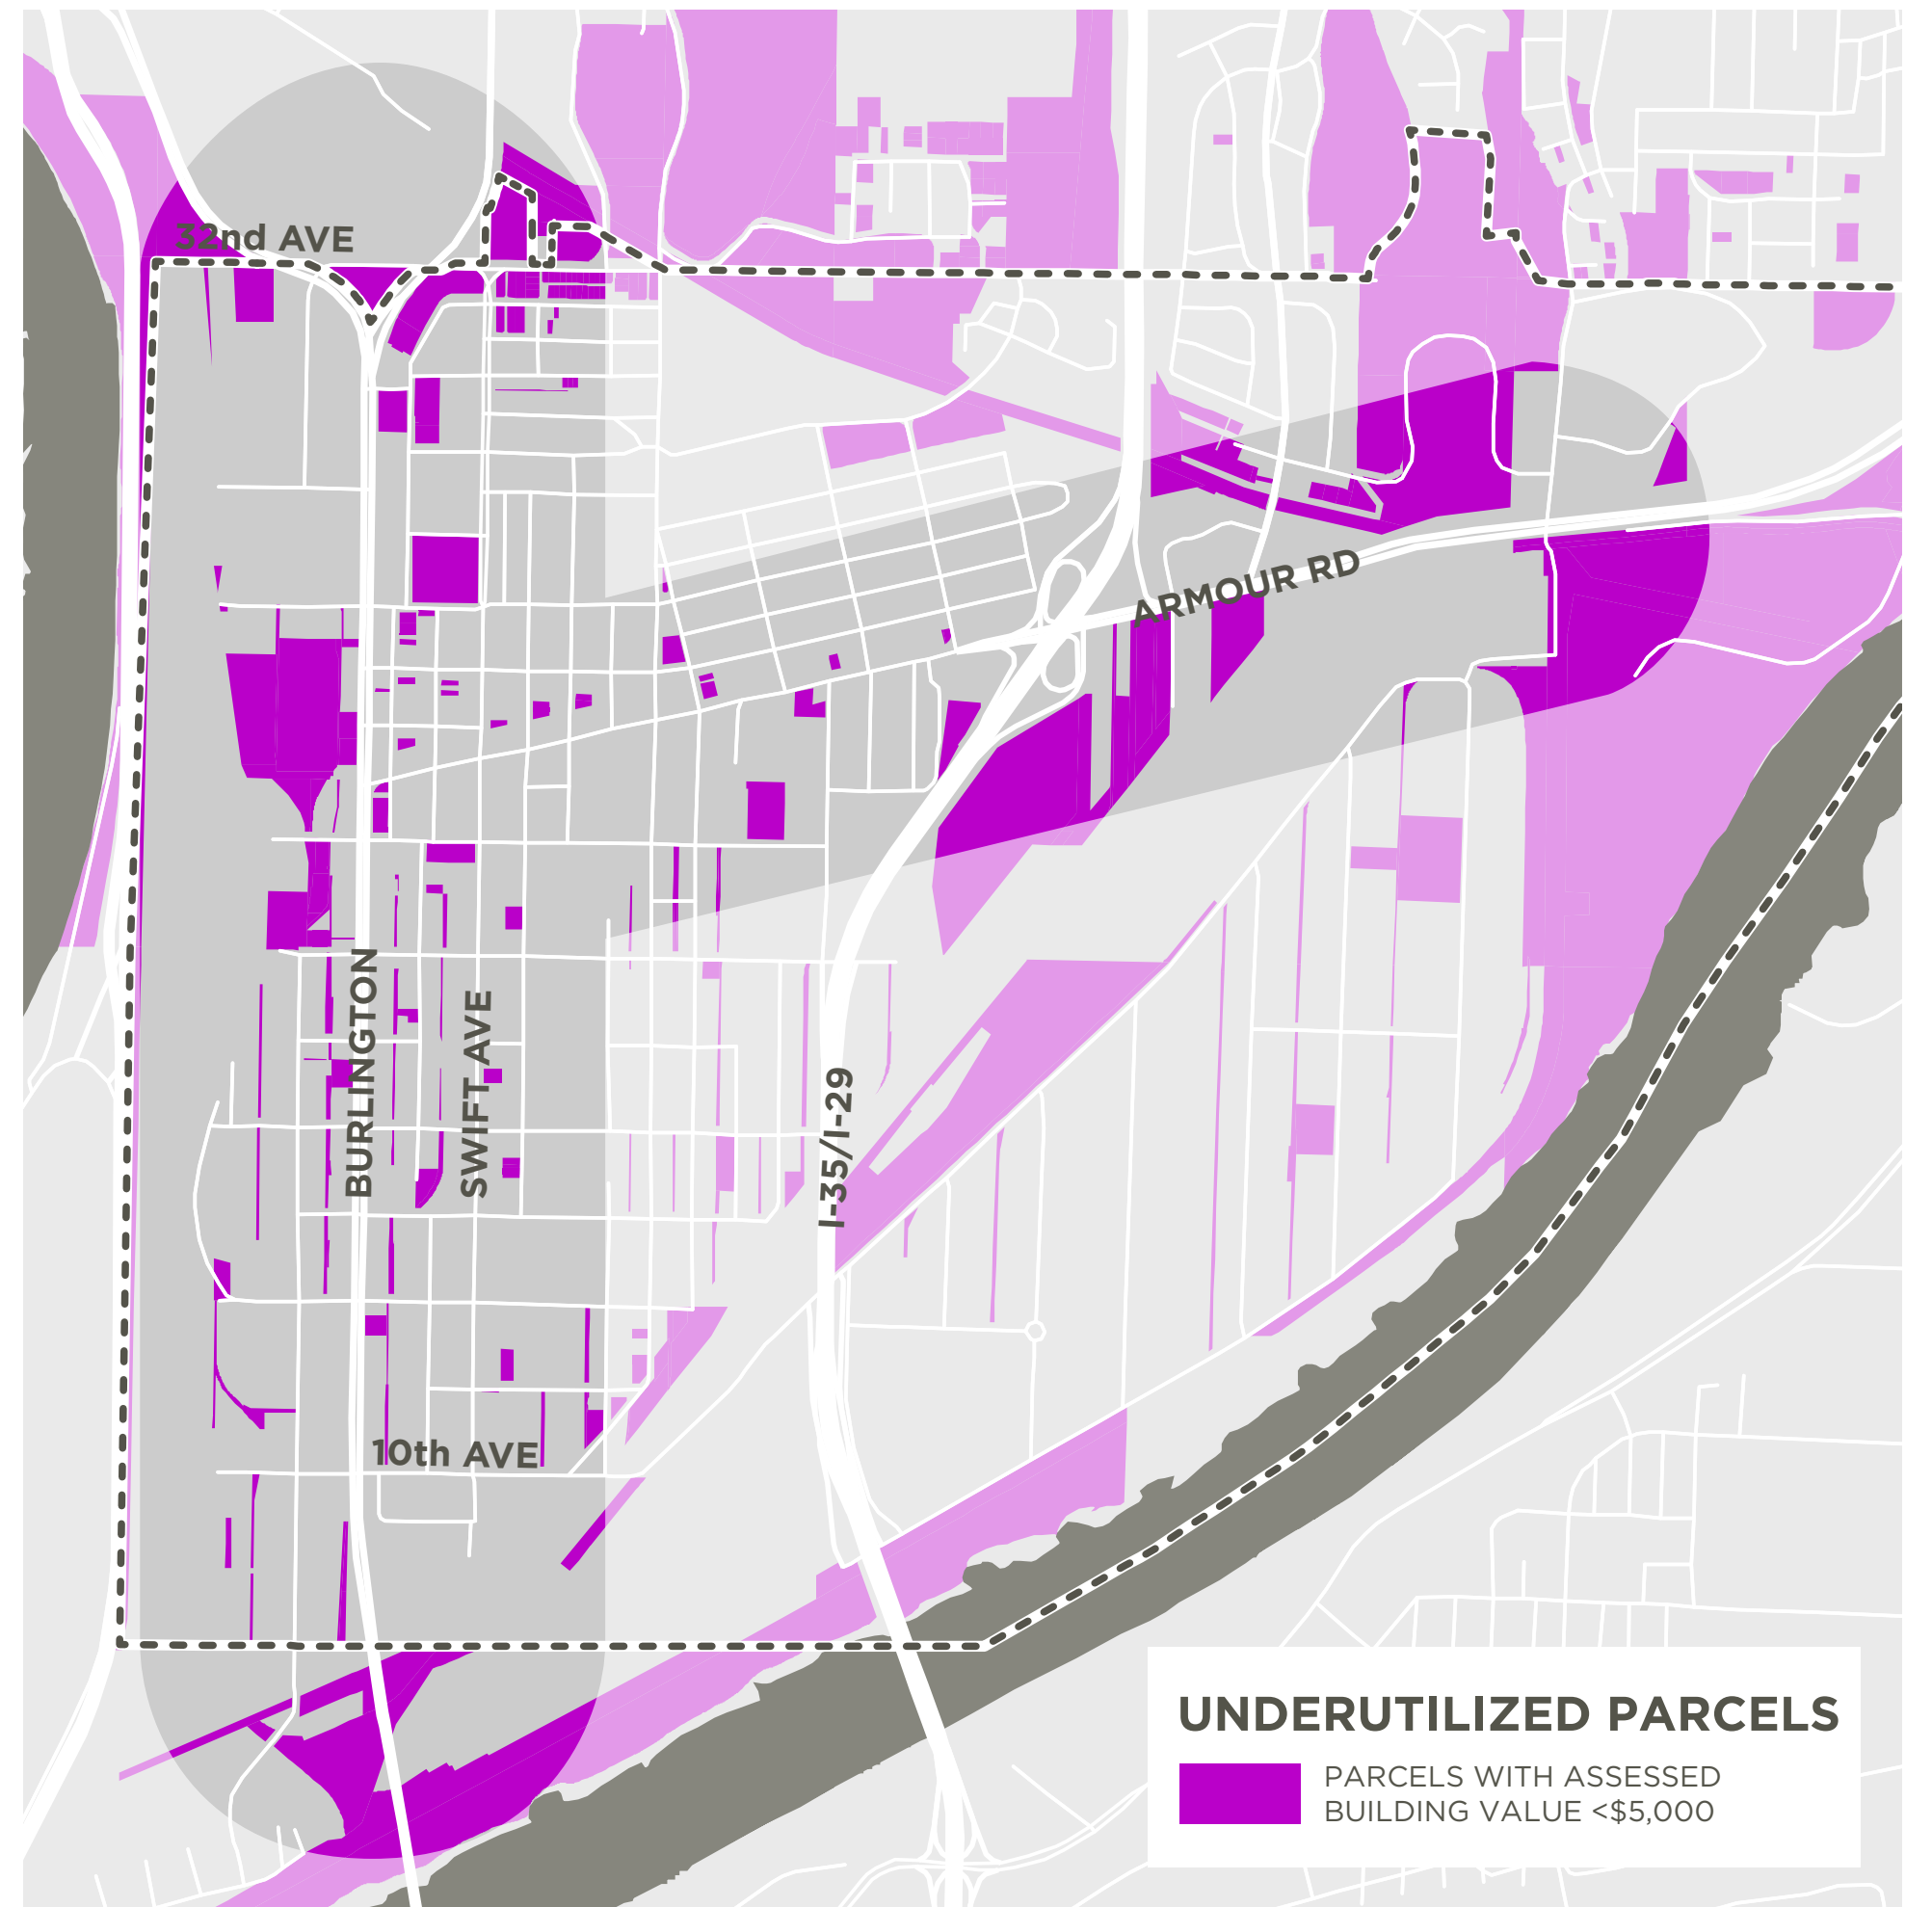 32nd AVE
ARMOUR RD
BURLINGTON
SWIFT AVE
I-35/I-29
10th AVE
UNDERUTILIZED PARCELS
PARCELS WITH ASSESSED
BUILDING VALUE <$5,000